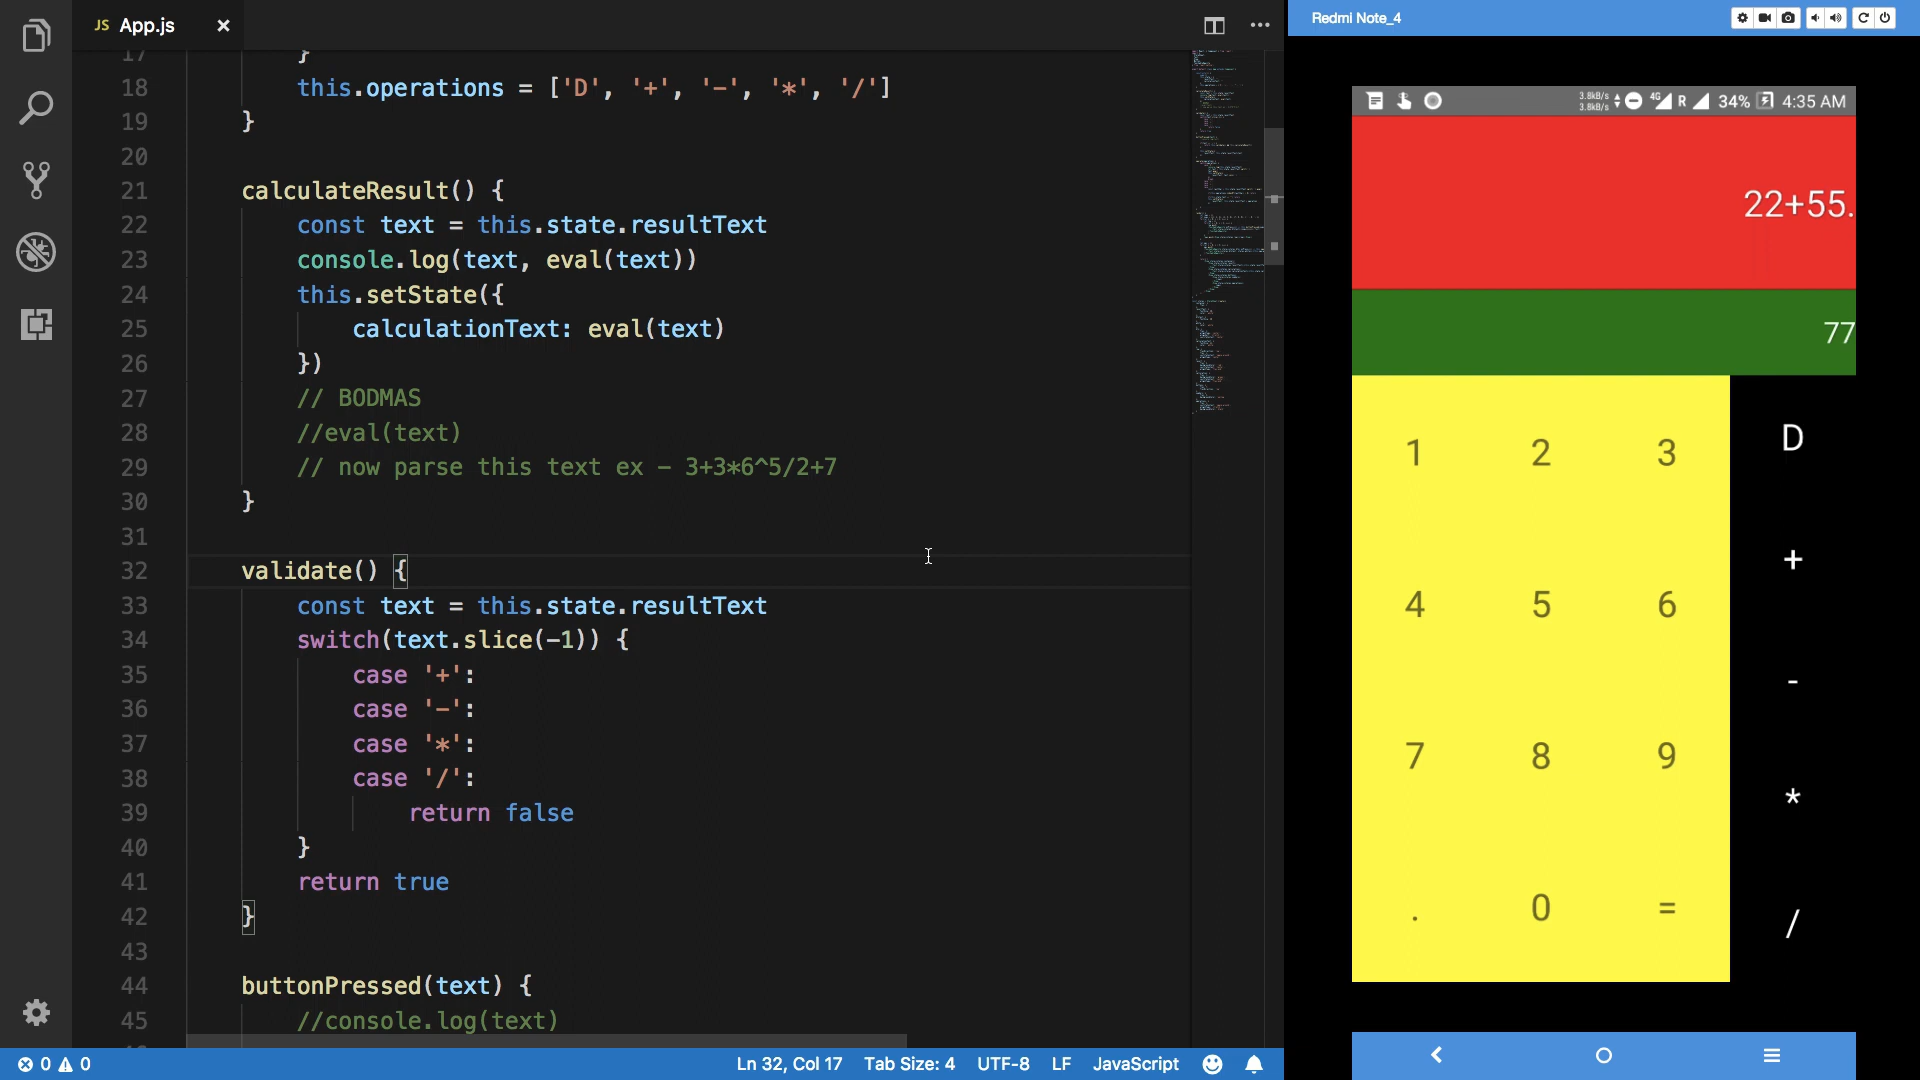 JS App.js ×
17 }
18 this.operations = ['D', '+', '-', '*', '/']
19 }
20
21 calculateResult() {
22 const text = this.state.resultText
23 console.log(text, eval(text))
24 this.setState({
25 calculationText: eval(text)
26 })
27 // BODMAS
28 //eval(text)
29 // now parse this text ex - 3+3*6^5/2+7
30 }
31
32 validate() {
33 const text = this.state.resultText
34 switch(text.slice(-1)) {
35 case '+':
36 case '-':
37 case '*':
38 case '/':
39 return false
40 }
41 return true
42 }
43
44 buttonPressed(text) {
45 //console.log(text)
0 0
Ln 32, Col 17 Tab Size: 4 UTF-8 LF JavaScript
Redmi Note_4
3.8kB/s
3.8kB/s
4G R 34% 4:35 AM
22+55.
77
1 2 3 D
+
4 5 6
-
7 8 9
*
. 0 =
/